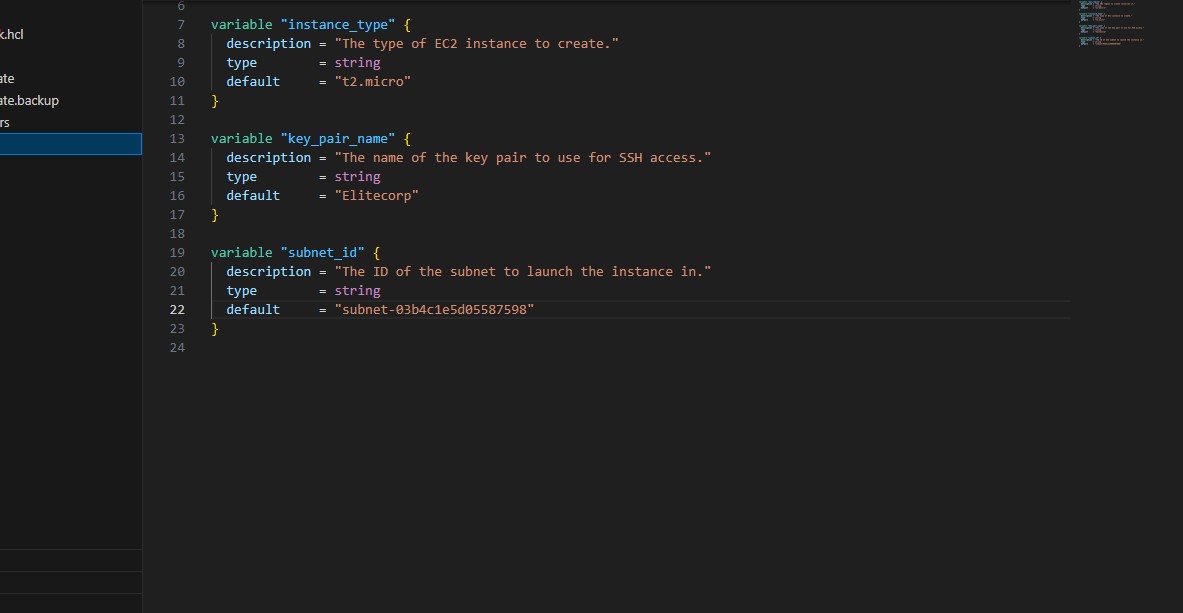 k.hcl
ate
ate.backup
rs
6
7 variable "instance_type" {
8   description = "The type of EC2 instance to create."
9   type        = string
10   default     = "t2.micro"
11 }
12
13 variable "key_pair_name" {
14   description = "The name of the key pair to use for SSH access."
15   type        = string
16   default     = "Elitecorp"
17 }
18
19 variable "subnet_id" {
20   description = "The ID of the subnet to launch the instance in."
21   type        = string
22   default     = "subnet-03b4c1e5d05587598"
23 }
24